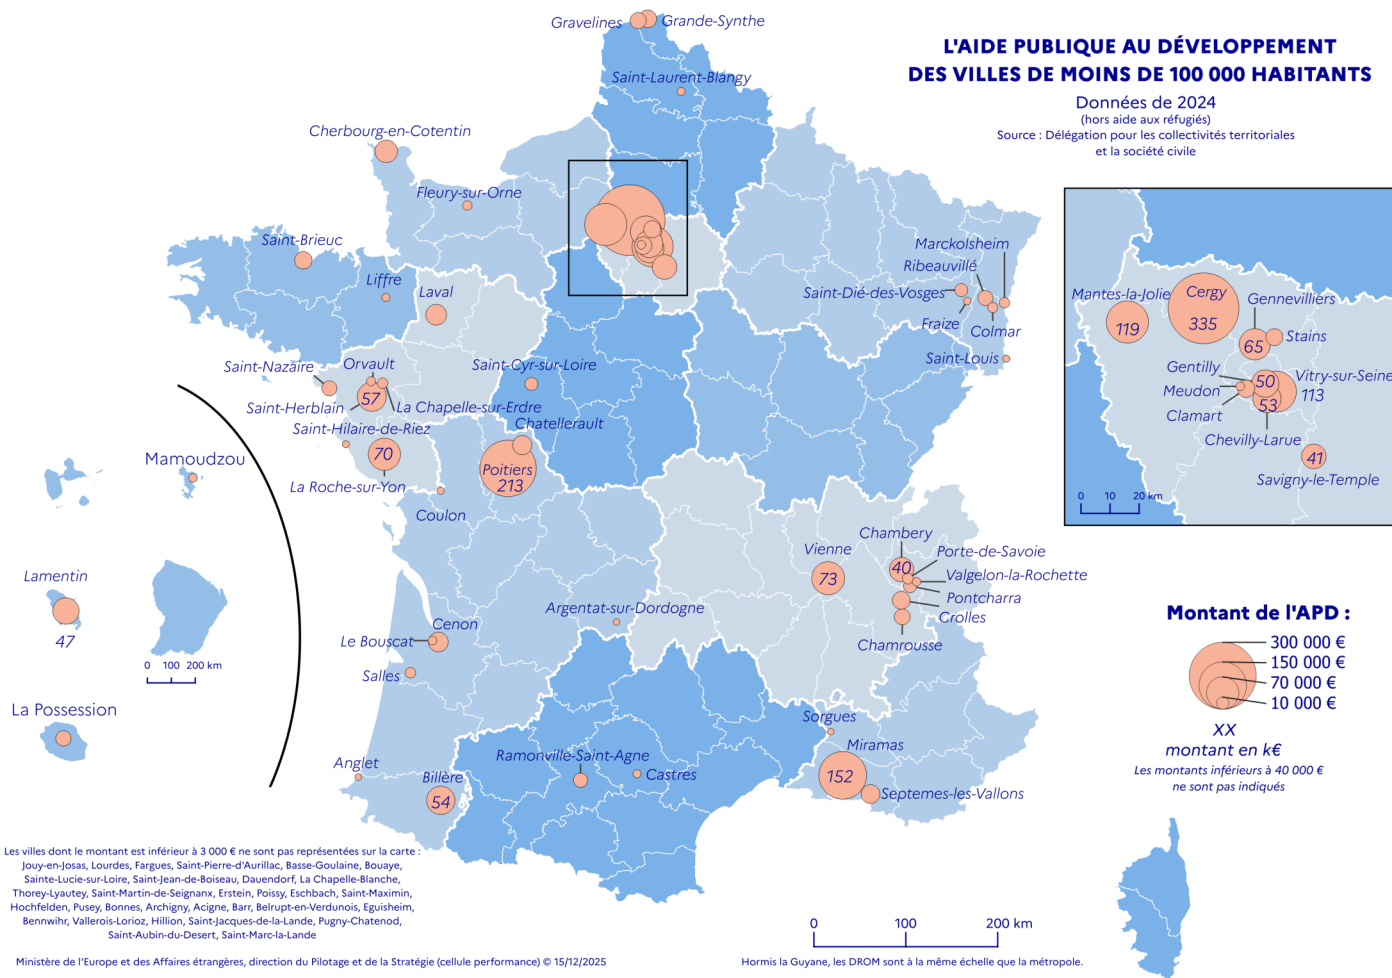 L'AIDE PUBLIQUE AU DÉVELOPPEMENT
DES VILLES DE MOINS DE 100 000 HABITANTS
Données de 2024
(hors aide aux réfugiés)
Source : Délégation pour les collectivités territoriales
et la société civile
Gravelines
Grande-Synthe
Saint-Laurent-Blangy
Cherbourg-en-Cotentin
Fleury-sur-Orne
Saint-Brieuc
Liffre
Laval
Marckolsheim
Ribeauvillé
Saint-Dié-des-Vosges
Fraize
Colmar
Saint-Louis
Saint-Nazaire
Orvault
Saint-Cyr-sur-Loire
57
Saint-Herblain
La Chapelle-sur-Erdre
Chatellerault
Saint-Hilaire-de-Riez
70
Poitiers
213
La Roche-sur-Yon
Coulon
Mantes-la-Jolie
119
Cergy
335
Gennevilliers
65
Stains
Gentilly
50
Vitry-sur-Seine
113
Meudon
53
Clamart
Chevilly-Larue
41
Savigny-le-Temple
0 10 20 km
Mamoudzou
Lamentin
47
0 100 200 km
La Possession
Chambery
40
Vienne
73
Porte-de-Savoie
Valgelon-la-Rochette
Pontcharra
Crolles
Chamrousse
Argentat-sur-Dordogne
Cenon
Le Bouscat
Salles
Anglet
Billère
54
Ramonville-Saint-Agne
Castres
Sorgues
Miramas
152
Septemes-les-Vallons
Montant de l'APD :
300 000 €
150 000 €
70 000 €
10 000 €
XX
montant en k€
Les montants inférieurs à 40 000 €
ne sont pas indiqués
Les villes dont le montant est inférieur à 3 000 € ne sont pas représentées sur la carte :
Jouy-en-Josas, Lourdes, Fargues, Saint-Pierre-d'Aurillac, Basse-Goulaine, Bouaye,
Sainte-Lucie-sur-Loire, Saint-Jean-de-Boiseau, Dauendorf, La Chapelle-Blanche,
Thorey-Lyautey, Saint-Martin-de-Seignanx, Erstein, Poissy, Eschbach, Saint-Maximin,
Hochfelden, Pusey, Bonnes, Archigny, Acigne, Barr, Belrupt-en-Verdunois, Eguisheim,
Bennwihr, Vallerois-Lorioz, Hillion, Saint-Jacques-de-la-Lande, Pugny-Chatenod,
Saint-Aubin-du-Desert, Saint-Marc-la-Lande
0 100 200 km
Ministère de l'Europe et des Affaires étrangères, direction du Pilotage et de la Stratégie (cellule performance) © 15/12/2025
Hormis la Guyane, les DROM sont à la même échelle que la métropole.